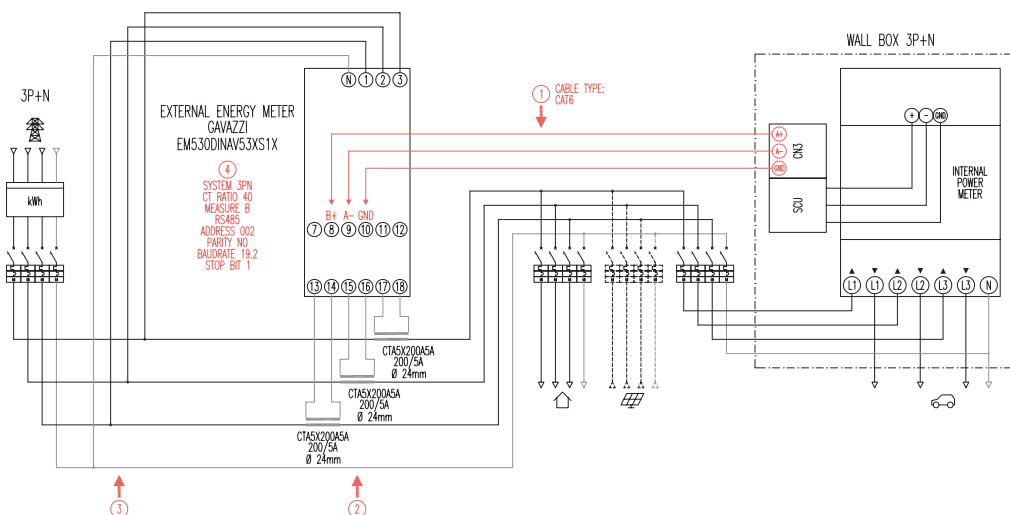 WALL BOX 3P+N
3P+N
N 1 2 3
EXTERNAL ENERGY METER
GAVAZZI
EM530DINAV53XS1X
4
SYSTEM 3PN
CT RATIO 40
MEASURE B
RS485
ADDRESS 002
PARITY NO
BAUDRATE 19.2
STOP BIT 1
1
CABLE TYPE:
CAT6
kWh
B+ A- GND
7 8 9 10 11 12
13 14 15 16 17 18
A+
A-
GND
CN3
SCU
+ - GND
INTERNAL
POWER
METER
L1 L1 L2 L2 L3 L3 N
CTA5X200A5A
200/5A
Ø 24mm
CTA5X200A5A
200/5A
Ø 24mm
CTA5X200A5A
200/5A
Ø 24mm
3
2